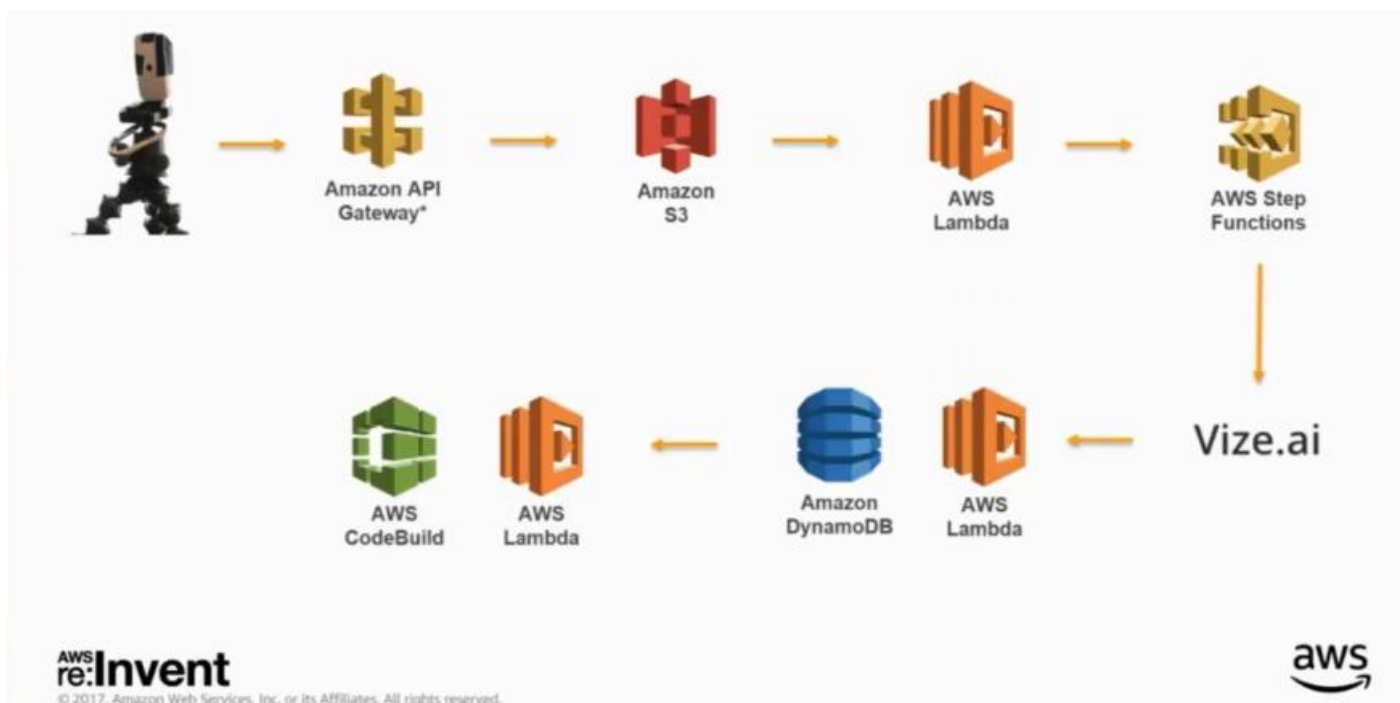 Amazon API
Gateway*
Amazon
S3
AWS
Lambda
AWS Step
Functions
Vize.ai
AWS
Lambda
Amazon
DynamoDB
AWS
Lambda
AWS
CodeBuild
AWS
re:Invent
© 2017, Amazon Web Services, Inc. or its Affiliates. All rights reserved.
aws